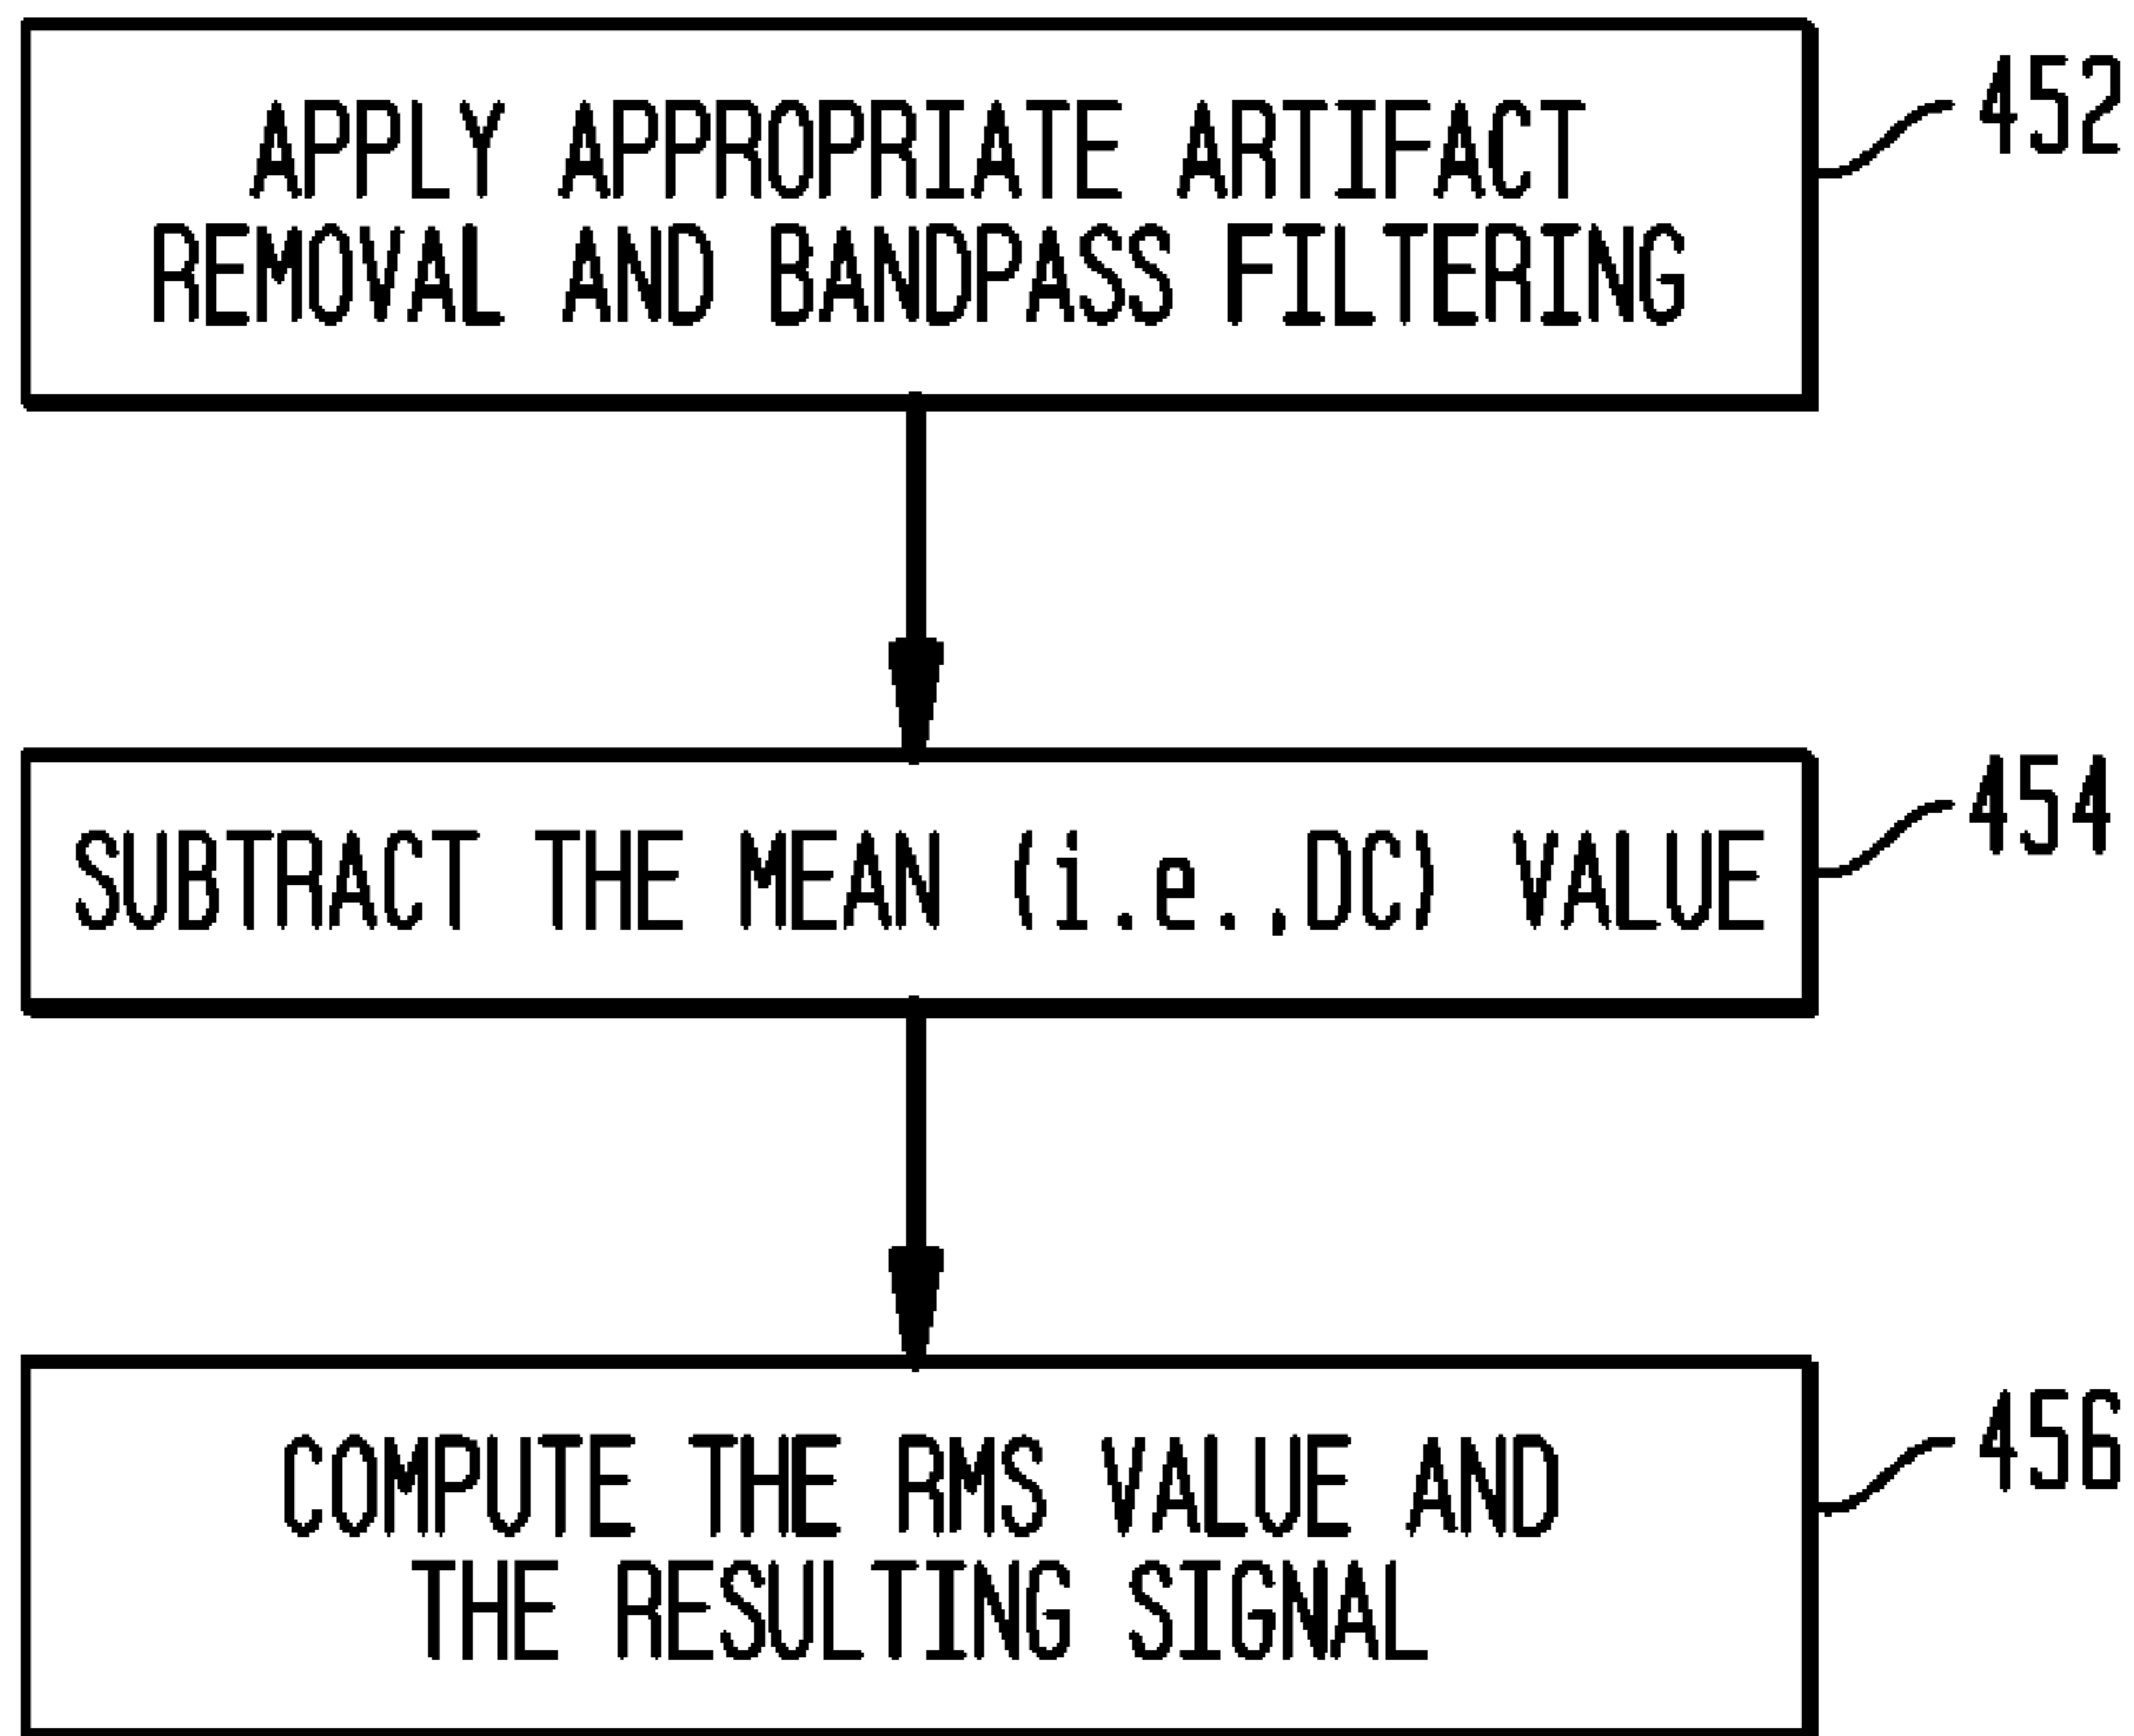 APPLY APPROPRIATE ARTIFACT
REMOVAL AND BANDPASS FILTERING
452
SUBTRACT THE MEAN (i.e.,DC) VALUE
454
COMPUTE THE RMS VALUE AND
THE RESULTING SIGNAL
456